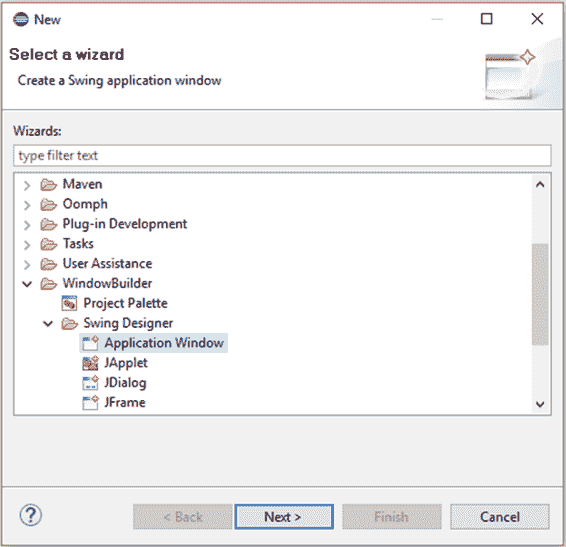 New
Select a wizard
Create a Swing application window
Wizards:
type filter text
Maven
Oomph
Plug-in Development
Tasks
User Assistance
WindowBuilder
Project Palette
Swing Designer
Application Window
JApplet
JDialog
JFrame
? < Back Next > Finish Cancel